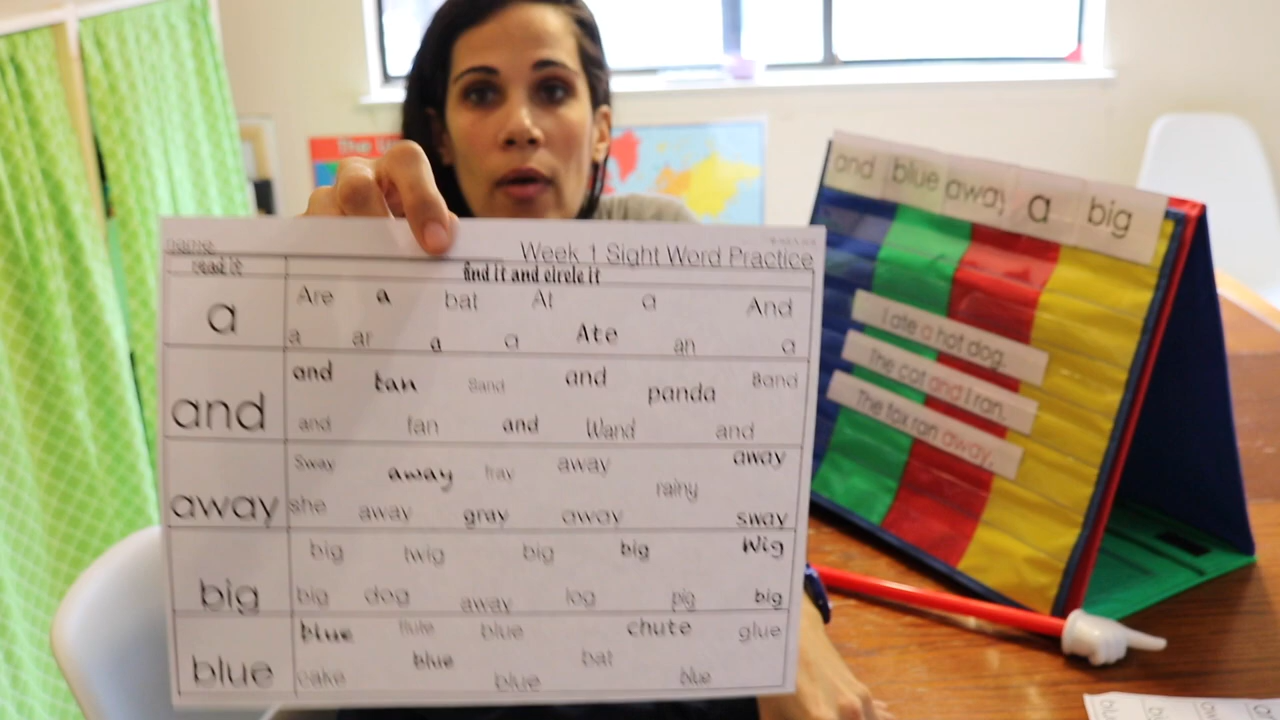 The
and blue away a big
name
Week 1 Sight Word Practice
read it
find it and circle it
a
Are a bat At a And
a ar a a Ate an a
and
and tan Sand and panda Band
and tan and Wand and
away
Sway away tray away away
she away gray away rainy sway
big
big twig big big Wig
big dog away log pig big
blue
blue flute blue chute glue
cake blue blue bat blue
I ate a hot dog.
The cat and I ran.
The fox ran away.